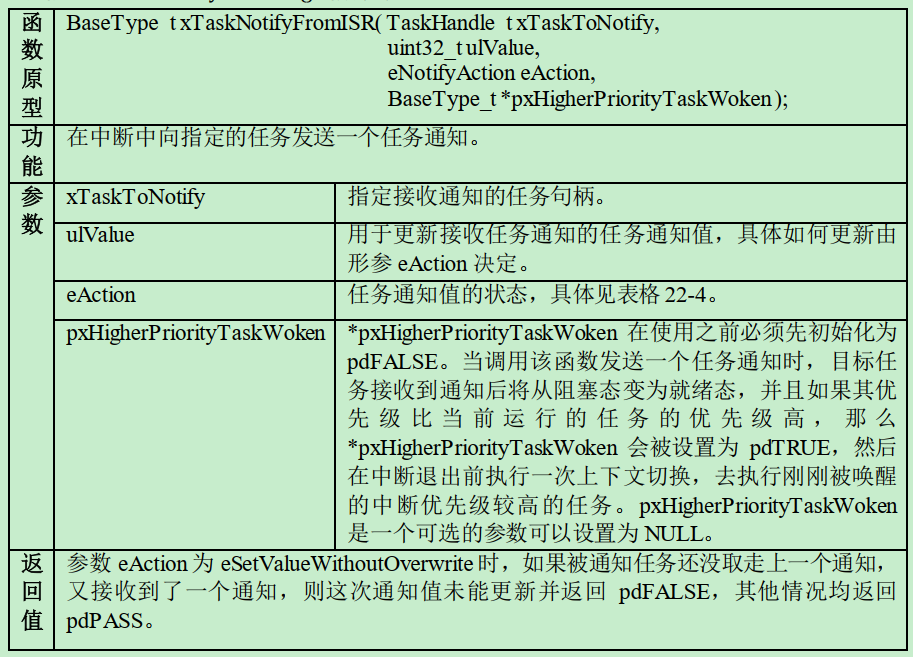 函数原型
BaseType_t xTaskNotifyFromISR( TaskHandle_t xTaskToNotify,
uint32_t ulValue,
eNotifyAction eAction,
BaseType_t *pxHigherPriorityTaskWoken );
功能
在中断中向指定的任务发送一个任务通知。
参数
xTaskToNotify
指定接收通知的任务句柄。
ulValue
用于更新接收任务通知的任务通知值，具体如何更新由
形参 eAction 决定。
eAction
任务通知值的状态，具体见表格 22-4。
pxHigherPriorityTaskWoken
*pxHigherPriorityTaskWoken 在使用之前必须先初始化为
pdFALSE。当调用该函数发送一个任务通知时，目标任
务接收到通知后将从阻塞态变为就绪态，并且如果其优
先级比当前运行的任务的优先级高，那么
*pxHigherPriorityTaskWoken 会被设置为 pdTRUE，然后
在中断退出前执行一次上下文切换，去执行刚刚被唤醒
的中断优先级较高的任务。pxHigherPriorityTaskWoken
是一个可选的参数可以设置为 NULL。
返回值
参数 eAction 为 eSetValueWithoutOverwrite 时，如果被通知任务还没取走上一个通知，
又接收到了一个通知，则这次通知值未能更新并返回 pdFALSE，其他情况均返回
pdPASS。